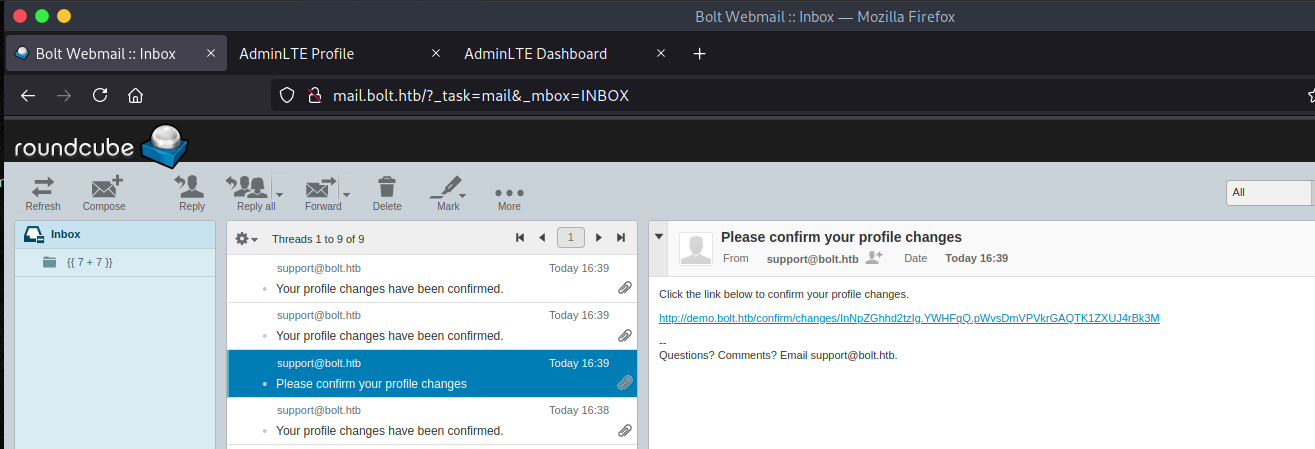 Bolt Webmail :: Inbox — Mozilla Firefox
Bolt Webmail :: Inbox × AdminLTE Profile × AdminLTE Dashboard × +
mail.bolt.htb/?_task=mail&_mbox=INBOX
roundcube
Refresh Compose Reply Reply all Forward Delete Mark More
All
Inbox
{{ 7 + 7 }}
Threads 1 to 9 of 9
1
support@bolt.htb Today 16:39
Your profile changes have been confirmed.
support@bolt.htb Today 16:39
Your profile changes have been confirmed.
support@bolt.htb Today 16:39
Please confirm your profile changes
support@bolt.htb Today 16:38
Your profile changes have been confirmed.
Please confirm your profile changes
From support@bolt.htb Date Today 16:39
Click the link below to confirm your profile changes.
http://demo.bolt.htb/confirm/changes/InNpZGhhd2tzIg.YWHFqQ.pWvsDmVPVkrGAQTK1ZXUJ4rBk3M
--
Questions? Comments? Email support@bolt.htb.